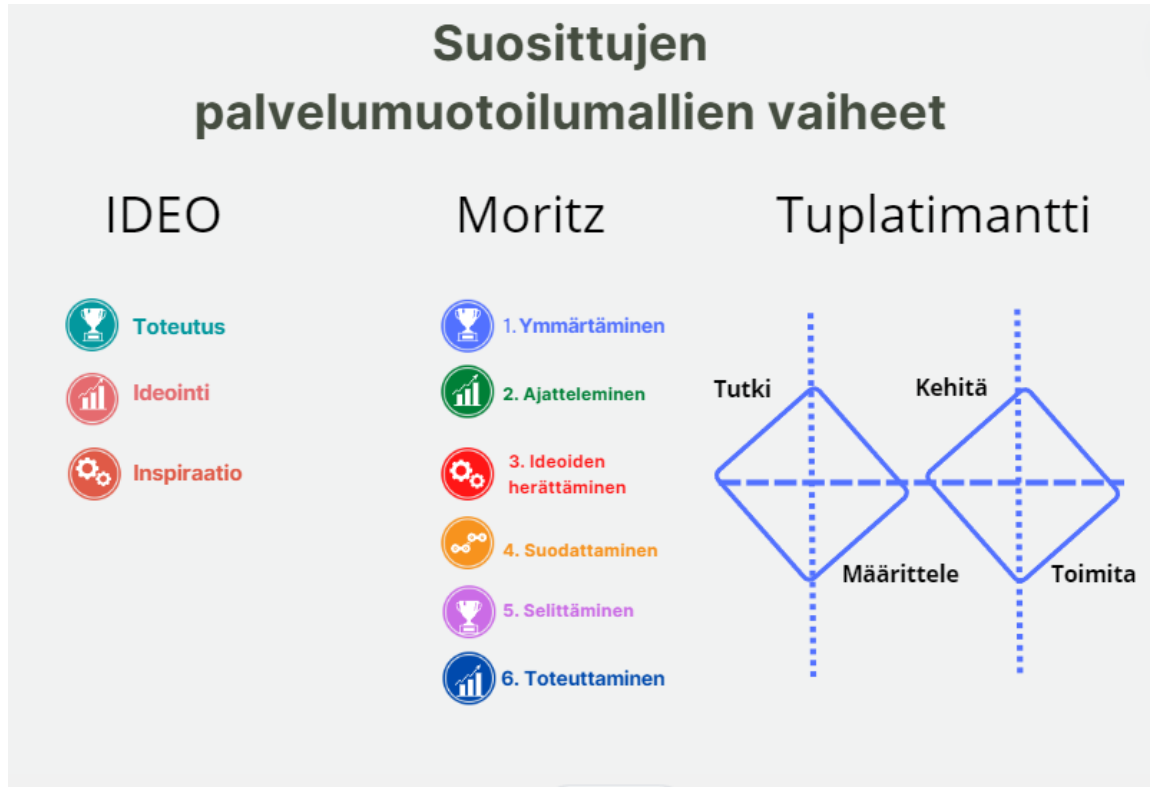 Suosittujen
palvelumuotoilumallien vaiheet
IDEO
Toteutus
Ideointi
Inspiraatio
Moritz
1. Ymmärtäminen
2. Ajatteleminen
3. Ideoiden
herättäminen
4. Suodattaminen
5. Selittäminen
6. Toteuttaminen
Tuplatimantti
Tutki
Kehitä
Määrittele
Toimita